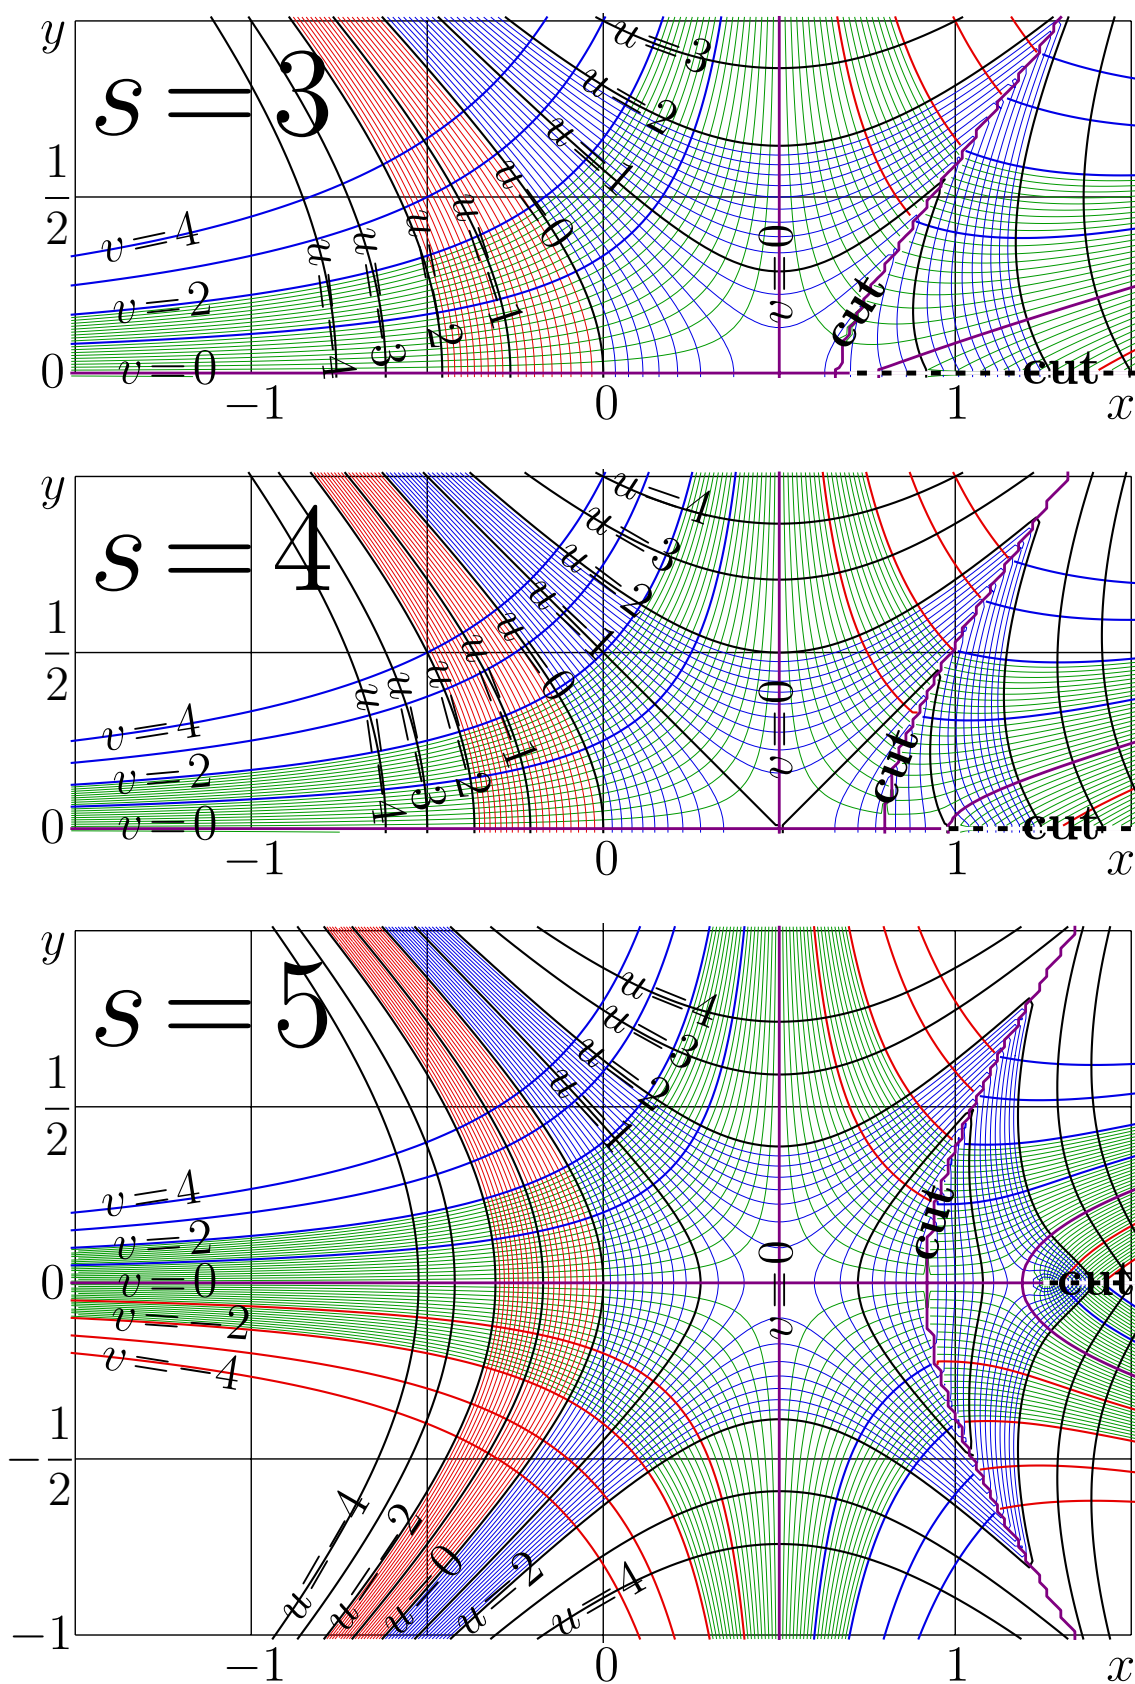 y
s = 3
u=3
u=2
u=1
u=0
u=-1
u=-2
u=-3
u=-4
v=4
v=2
v=0
v=0
1/2
0
cut
cut
-1 0 1 x
y
s = 4
u=4
u=3
u=2
u=1
u=0
u=-1
u=-2
u=-3
u=-4
v=4
v=2
v=0
v=0
1/2
0
cut
cut
-1 0 1 x
y
s = 5
u=4
u=3
u=2
u=1
1/2
v=4
v=2
v=0
v=0
v=-2
v=-4
0
cut
cut
-1/2
u=-4
u=-2
u=0
u=2
u=4
-1
-1 0 1 x